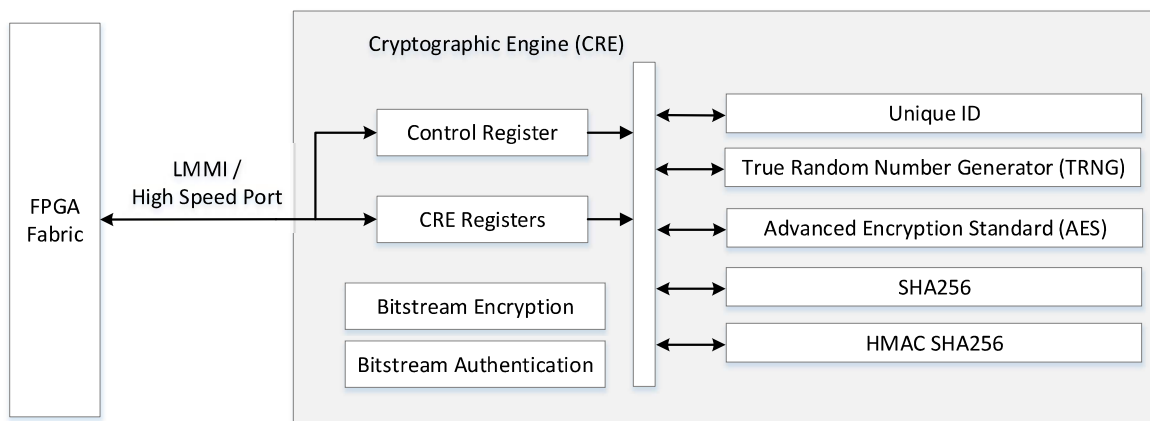 Cryptographic Engine (CRE)
FPGA
Fabric
LMMI /
High Speed Port
Control Register
CRE Registers
Bitstream Encryption
Bitstream Authentication
Unique ID
True Random Number Generator (TRNG)
Advanced Encryption Standard (AES)
SHA256
HMAC SHA256